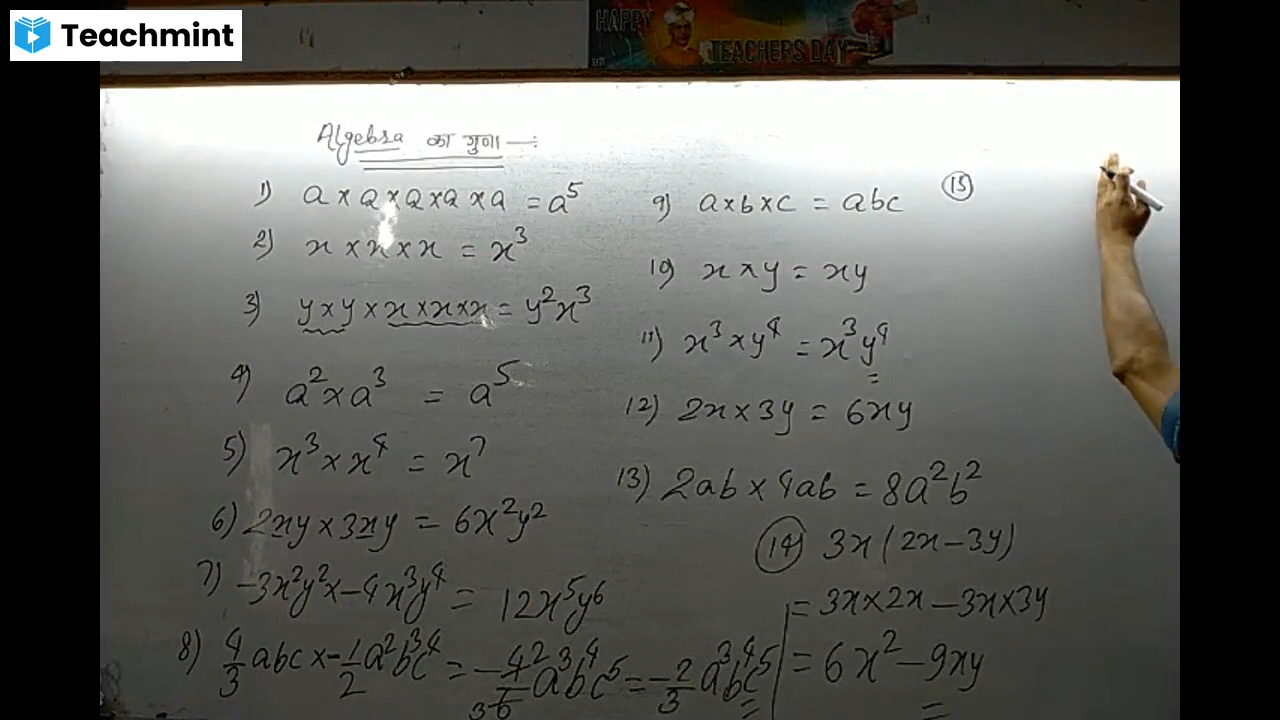 Teachmint
HAPPY
TEACHERS DAY
Algebra का गुणा —:
1) a × a × a × a × a = a⁵
2) x × x × x = x³
3) y × y × x × x × x = y²x³
4) a² × a³ = a⁵
5) x³ × x⁴ = x⁷
6) 2xy × 3xy = 6x²y²
7) -3x²y² × -4x³y⁴ = 12x⁵y⁶
8) 4/3 abc × -1/2 a²b³c⁴ = -4²/6₃ a³b⁴c⁵ = -2/3 a³b⁴c⁵
9) a × b × c = abc
10) x × y = xy
11) x³ × y⁴ = x³y⁴
12) 2x × 3y = 6xy
13) 2ab × 4ab = 8a²b²
14 3x(2x - 3y)
= 3x × 2x - 3x × 3y
= 6x² - 9xy
15